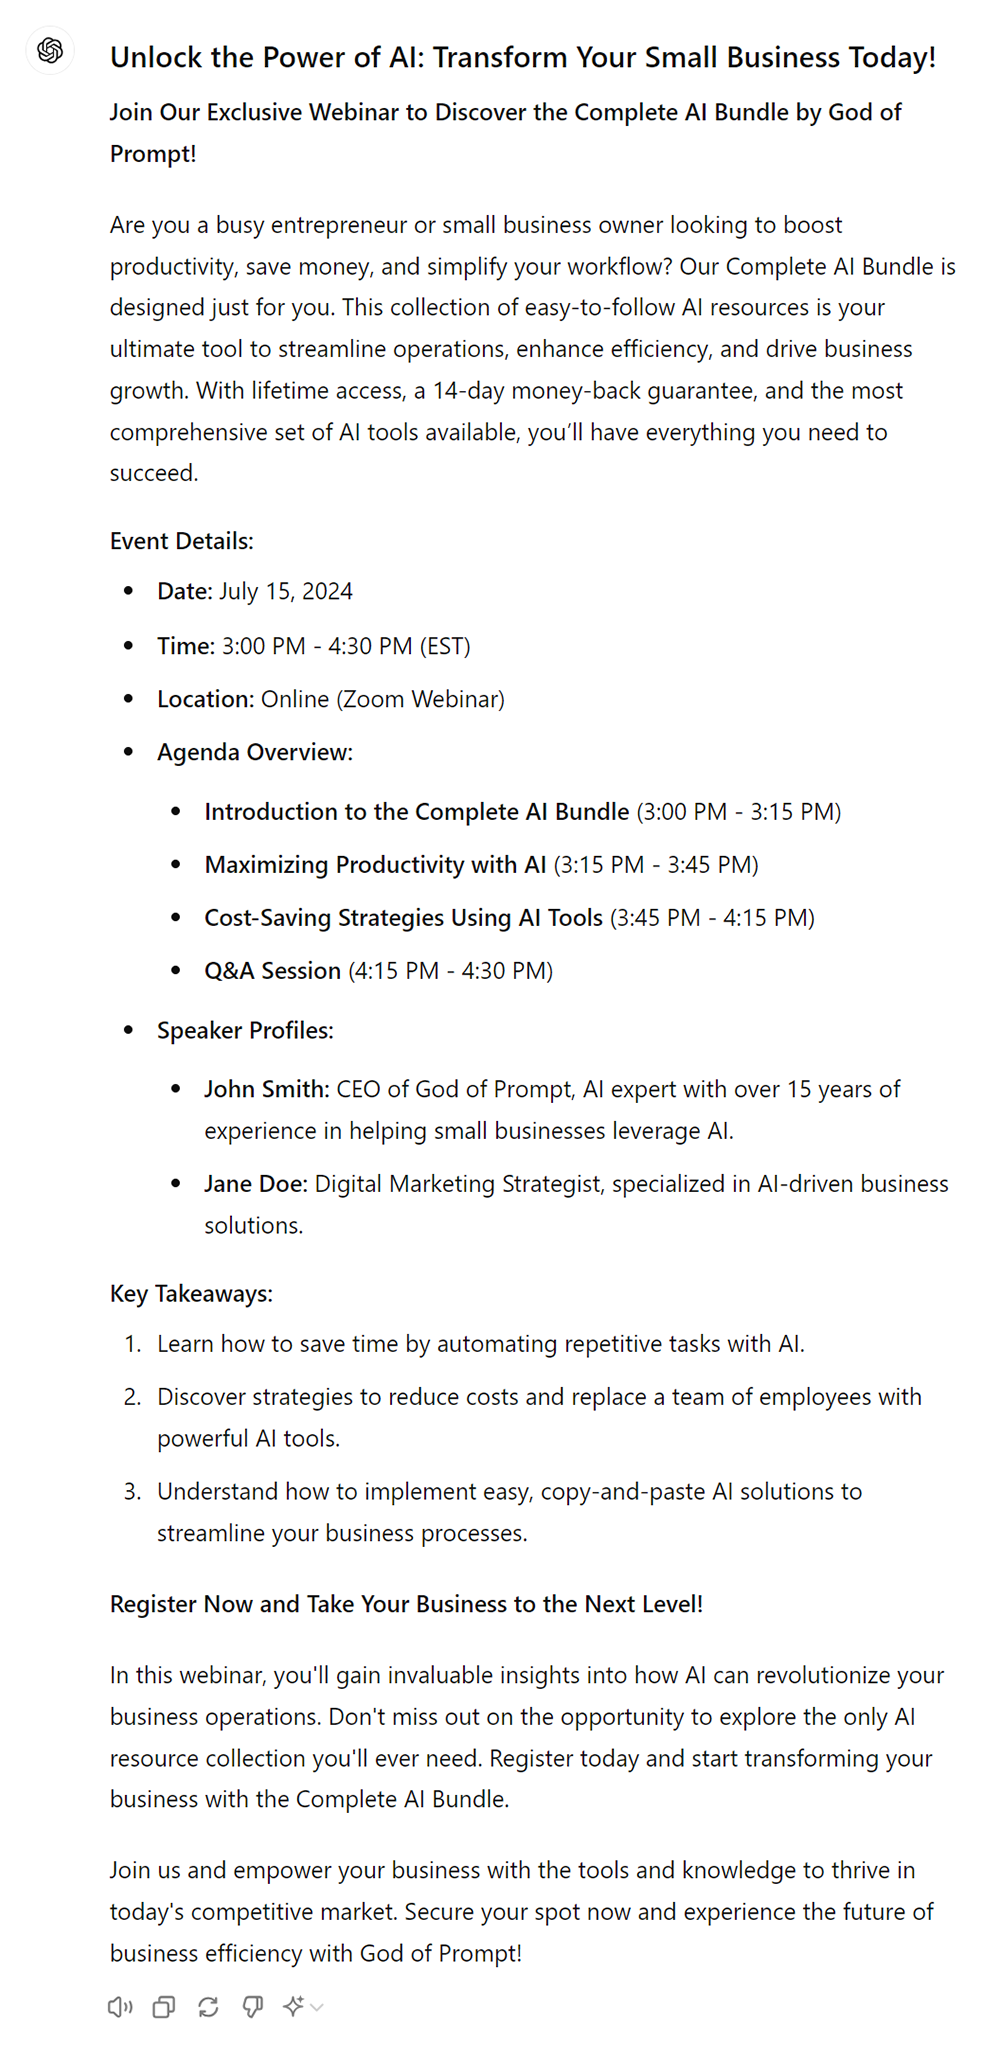 Unlock the Power of AI: Transform Your Small Business Today!
Join Our Exclusive Webinar to Discover the Complete AI Bundle by God of
Prompt!
Are you a busy entrepreneur or small business owner looking to boost
productivity, save money, and simplify your workflow? Our Complete AI Bundle is
designed just for you. This collection of easy-to-follow AI resources is your
ultimate tool to streamline operations, enhance efficiency, and drive business
growth. With lifetime access, a 14-day money-back guarantee, and the most
comprehensive set of AI tools available, you’ll have everything you need to
succeed.
Event Details:
• Date: July 15, 2024
• Time: 3:00 PM - 4:30 PM (EST)
• Location: Online (Zoom Webinar)
• Agenda Overview:
• Introduction to the Complete AI Bundle (3:00 PM - 3:15 PM)
• Maximizing Productivity with AI (3:15 PM - 3:45 PM)
• Cost-Saving Strategies Using AI Tools (3:45 PM - 4:15 PM)
• Q&A Session (4:15 PM - 4:30 PM)
• Speaker Profiles:
• John Smith: CEO of God of Prompt, AI expert with over 15 years of
experience in helping small businesses leverage AI.
• Jane Doe: Digital Marketing Strategist, specialized in AI-driven business
solutions.
Key Takeaways:
1. Learn how to save time by automating repetitive tasks with AI.
2. Discover strategies to reduce costs and replace a team of employees with
powerful AI tools.
3. Understand how to implement easy, copy-and-paste AI solutions to
streamline your business processes.
Register Now and Take Your Business to the Next Level!
In this webinar, you'll gain invaluable insights into how AI can revolutionize your
business operations. Don't miss out on the opportunity to explore the only AI
resource collection you'll ever need. Register today and start transforming your
business with the Complete AI Bundle.
Join us and empower your business with the tools and knowledge to thrive in
today's competitive market. Secure your spot now and experience the future of
business efficiency with God of Prompt!